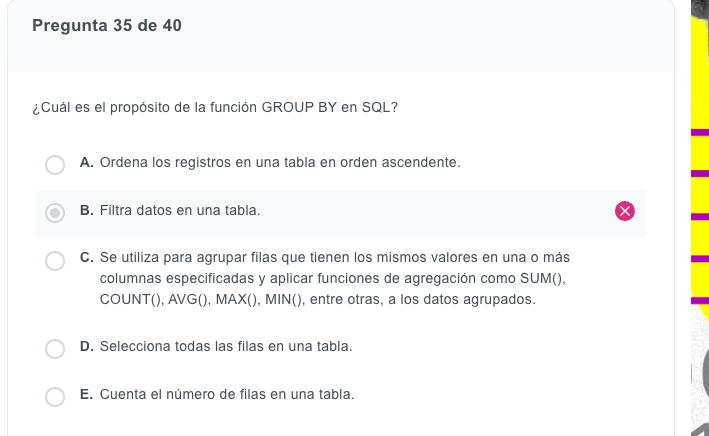 Pregunta 35 de 40
¿Cuál es el propósito de la función GROUP BY en SQL?
A. Ordena los registros en una tabla en orden ascendente.
B. Filtra datos en una tabla.
C. Se utiliza para agrupar filas que tienen los mismos valores en una o más
columnas especificadas y aplicar funciones de agregación como SUM(),
COUNT(), AVG(), MAX(), MIN(), entre otras, a los datos agrupados.
D. Selecciona todas las filas en una tabla.
E. Cuenta el número de filas en una tabla.